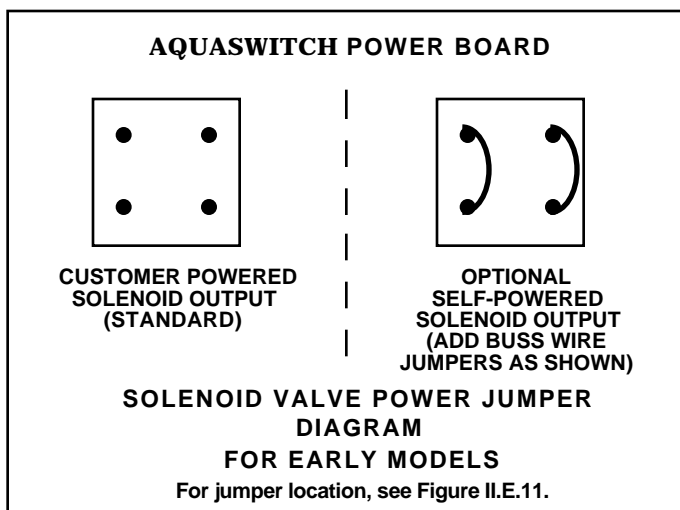 AQUASWITCH POWER BOARD
CUSTOMER POWERED
SOLENOID OUTPUT
(STANDARD)
OPTIONAL
SELF-POWERED
SOLENOID OUTPUT
(ADD BUSS WIRE
JUMPERS AS SHOWN)
SOLENOID VALVE POWER JUMPER
DIAGRAM
FOR EARLY MODELS
For jumper location, see Figure II.E.11.